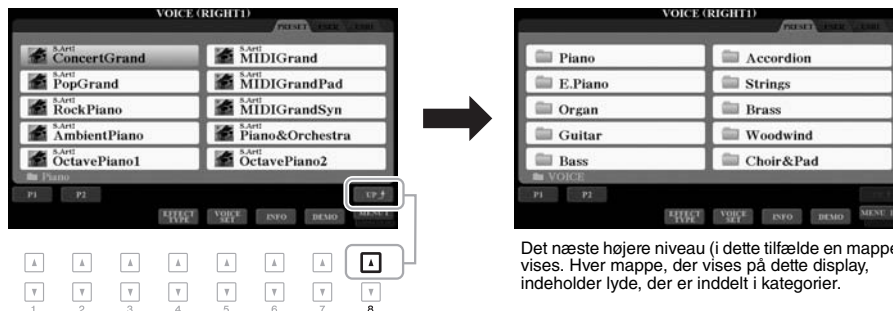 VOICE (RIGHT1)
PRESET USER USB1
S.Art!
ConcertGrand
S.Art!
MIDIGrand
S.Art!
PopGrand
S.Art!
MIDIGrandPad
S.Art!
RockPiano
S.Art!
MIDIGrandSyn
S.Art!
AmbientPiano
S.Art!
Piano&Orchestra
S.Art!
OctavePiano1
S.Art!
OctavePiano2
Piano
P1 P2 UP
EFFECT TYPE VOICE SET INFO DEMO MENU 1
1 2 3 4 5 6 7 8
VOICE (RIGHT1)
PRESET USER USB1
Piano Accordion
E.Piano Strings
Organ Brass
Guitar Woodwind
Bass Choir&Pad
VOICE
P1 P2
EFFECT TYPE VOICE SET INFO DEMO MENU
Det næste højere niveau (i dette tilfælde en mappe
vises. Hver mappe, der vises på dette display,
indeholder lyde, der er inddelt i kategorier.